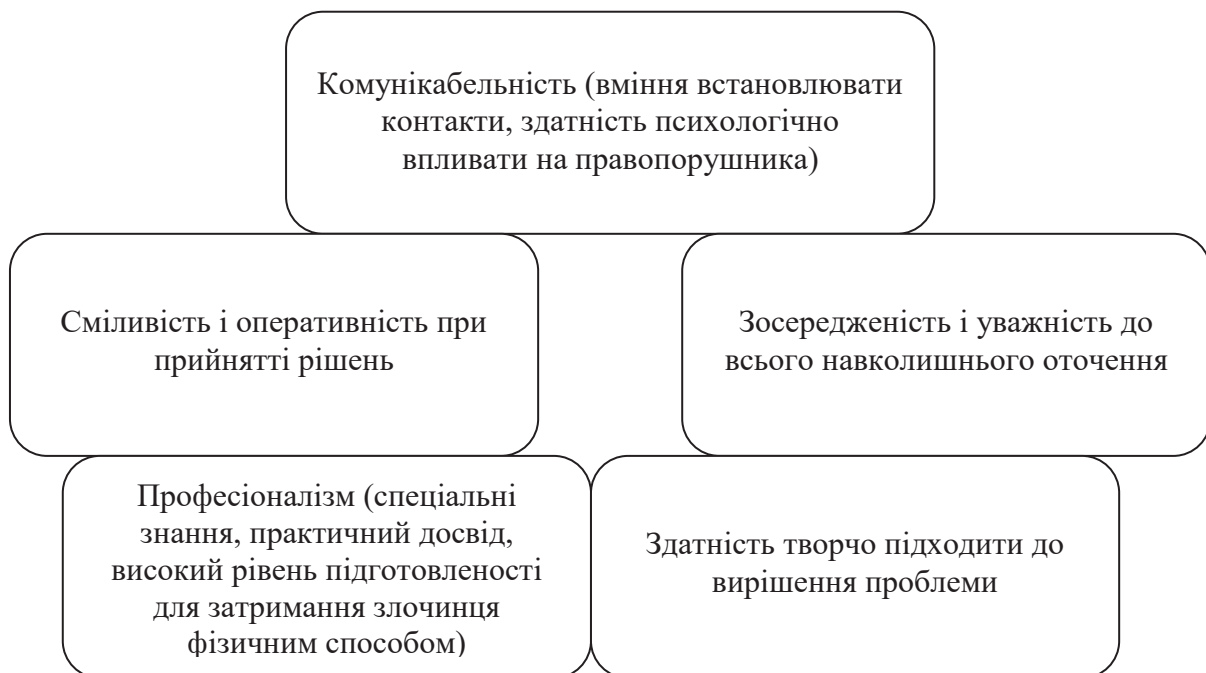 Комунікабельність (вміння встановлювати
контакти, здатність психологічно
впливати на правопорушника)
Сміливість і оперативність при
прийнятті рішень
Зосередженість і уважність до
всього навколишнього оточення
Професіоналізм (спеціальні
знання, практичний досвід,
високий рівень підготовленості
для затримання злочинця
фізичним способом)
Здатність творчо підходити до
вирішення проблеми